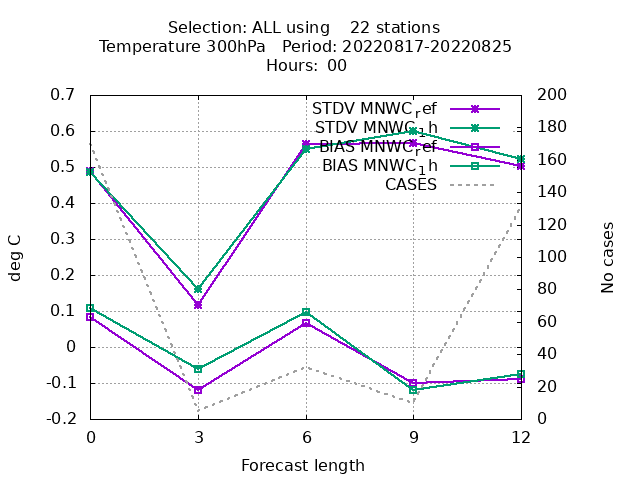 Selection: ALL using    22 stations
Temperature 300hPa   Period: 20220817-20220825
Hours:  00
0.7
0.6
0.5
0.4
0.3
0.2
0.1
0
-0.1
-0.2
deg C
STDV MNWC_ref
STDV MNWC_1h
BIAS MNWC_ref
BIAS MNWC_1h
CASES
200
180
160
140
120
100
80
60
40
20
0
No cases
0 3 6 9 12
Forecast length